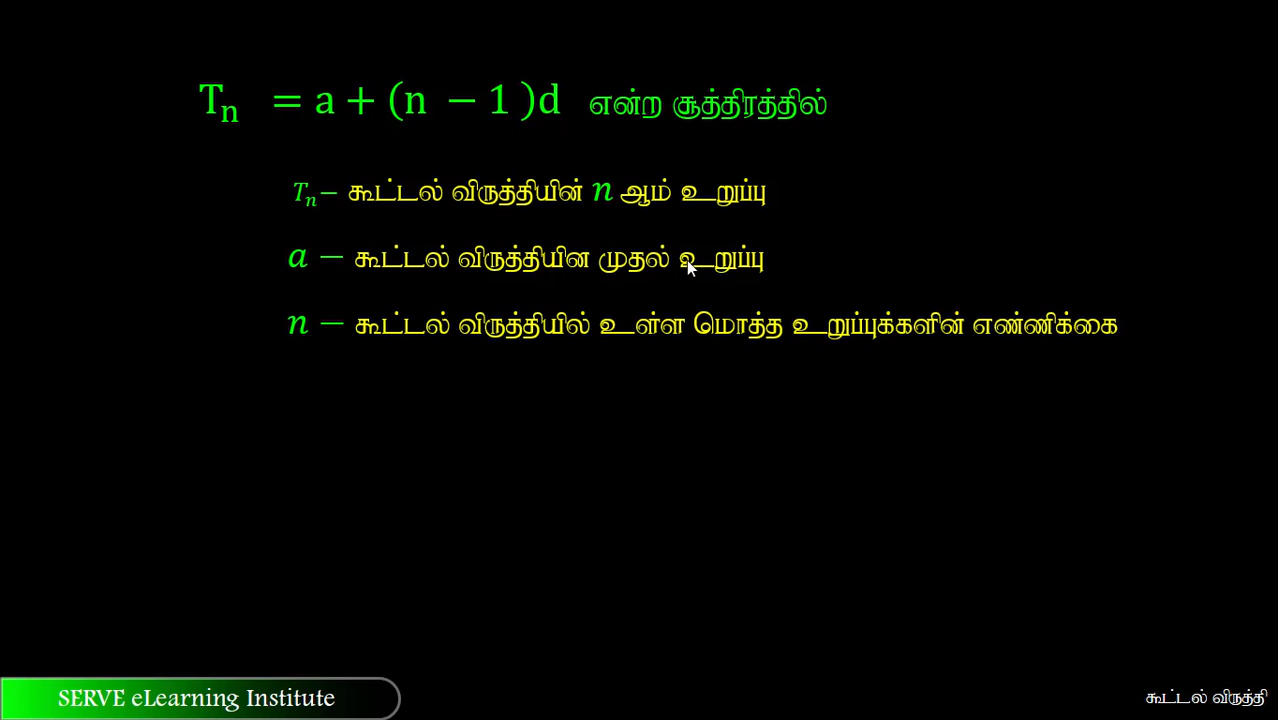 Tₙ = a + (n − 1 )d என்ற சூத்திரத்தில்
Tₙ− கூட்டல் விருத்தியின் n ஆம் உறுப்பு
a − கூட்டல் விருத்தியின முதல் உறுப்பு
n − கூட்டல் விருத்தியில் உள்ள மொத்த உறுப்புக்களின் எண்ணிக்கை
SERVE eLearning Institute
கூட்டல் விருத்தி